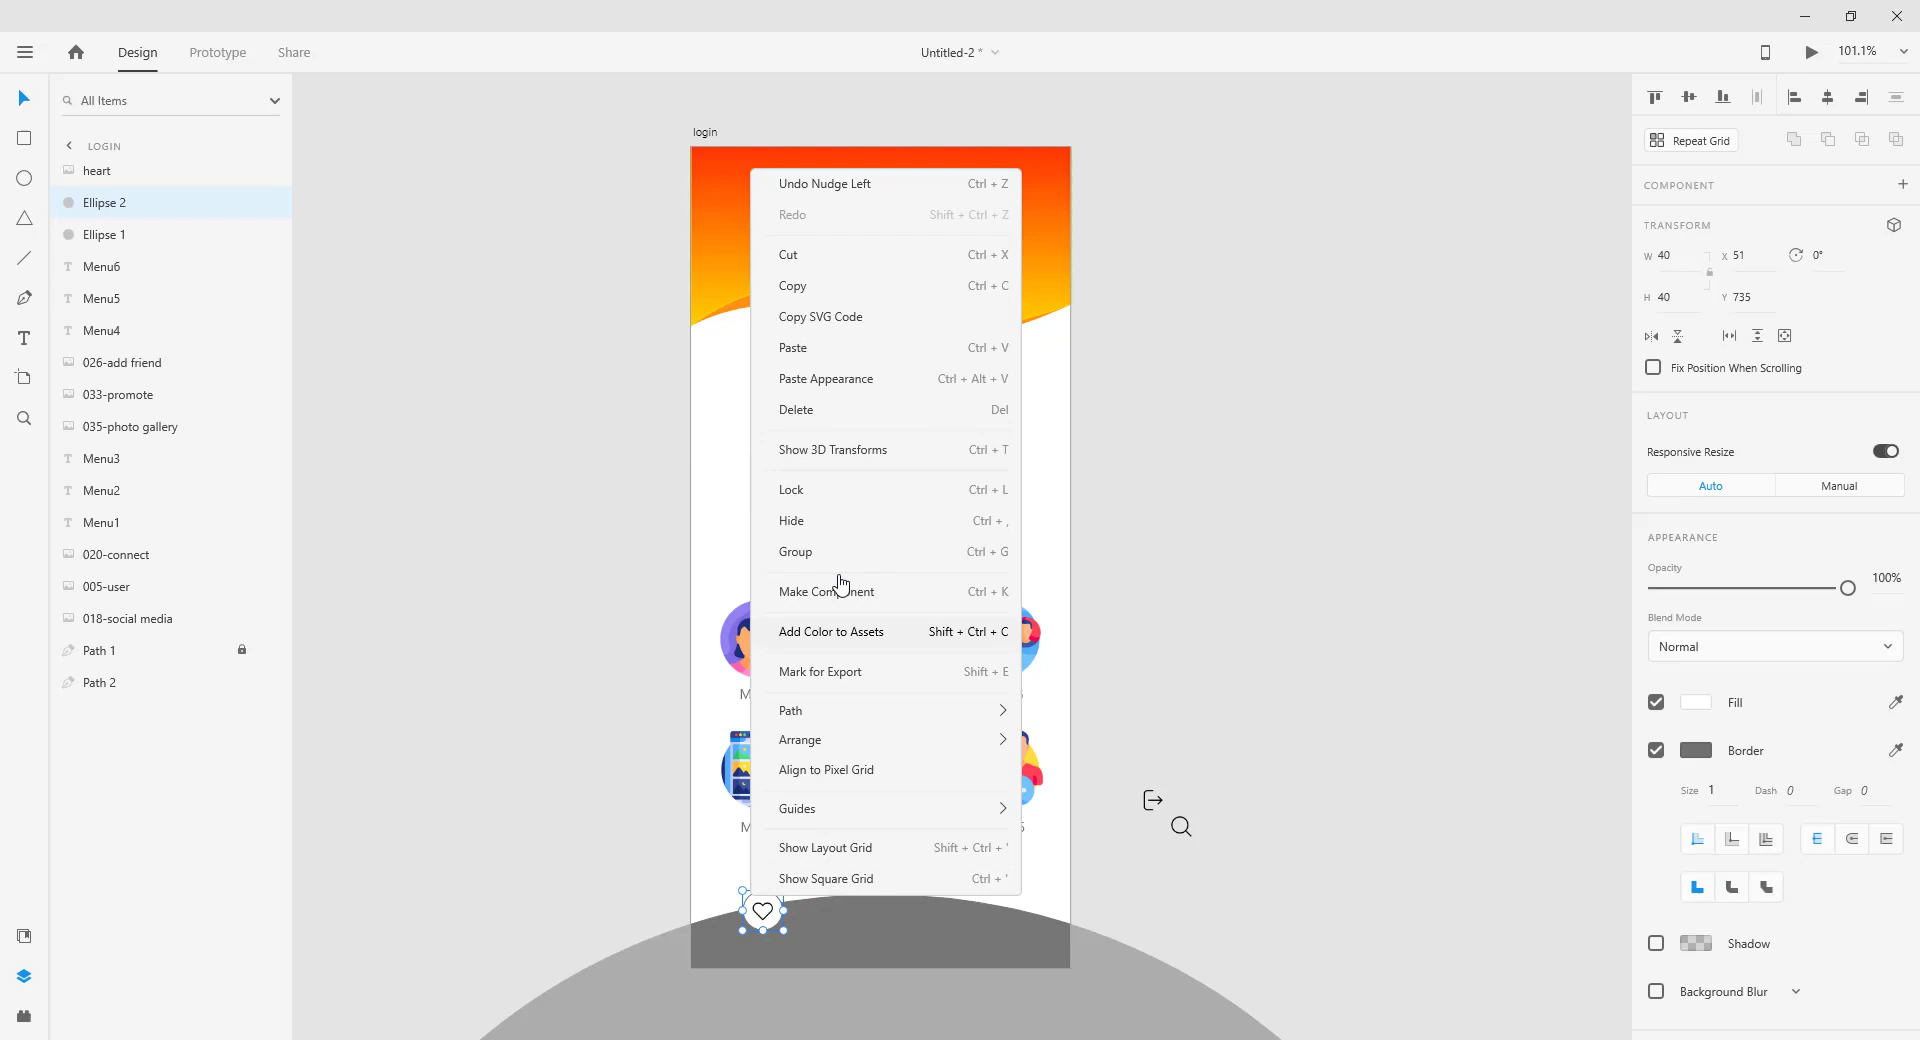 Design
Prototype
Share
Untitled-2 *
101.1%
All Items
LOGIN
heart
Ellipse 2
Ellipse 1
Menu6
Menu5
Menu4
026-add friend
033-promote
035-photo gallery
Menu3
Menu2
Menu1
020-connect
005-user
018-social media
Path 1
Path 2
login
Undo Nudge Left Ctrl + Z
Redo Shift + Ctrl + Z
Cut Ctrl + X
Copy Ctrl + C
Copy SVG Code
Paste Ctrl + V
Paste Appearance Ctrl + Alt + V
Delete Del
Show 3D Transforms Ctrl + T
Lock Ctrl + L
Hide Ctrl + ,
Group Ctrl + G
Make Component Ctrl + K
Add Color to Assets Shift + Ctrl + C
Mark for Export Shift + E
Path
Arrange
Align to Pixel Grid
Guides
Show Layout Grid Shift + Ctrl + '
Show Square Grid Ctrl + '
Repeat Grid
COMPONENT
TRANSFORM
W 40 X 51 0°
H 40 Y 735
Fix Position When Scrolling
LAYOUT
Responsive Resize
Auto Manual
APPEARANCE
Opacity
100%
Blend Mode
Normal
Fill
Border
Size 1 Dash 0 Gap 0
Shadow
Background Blur